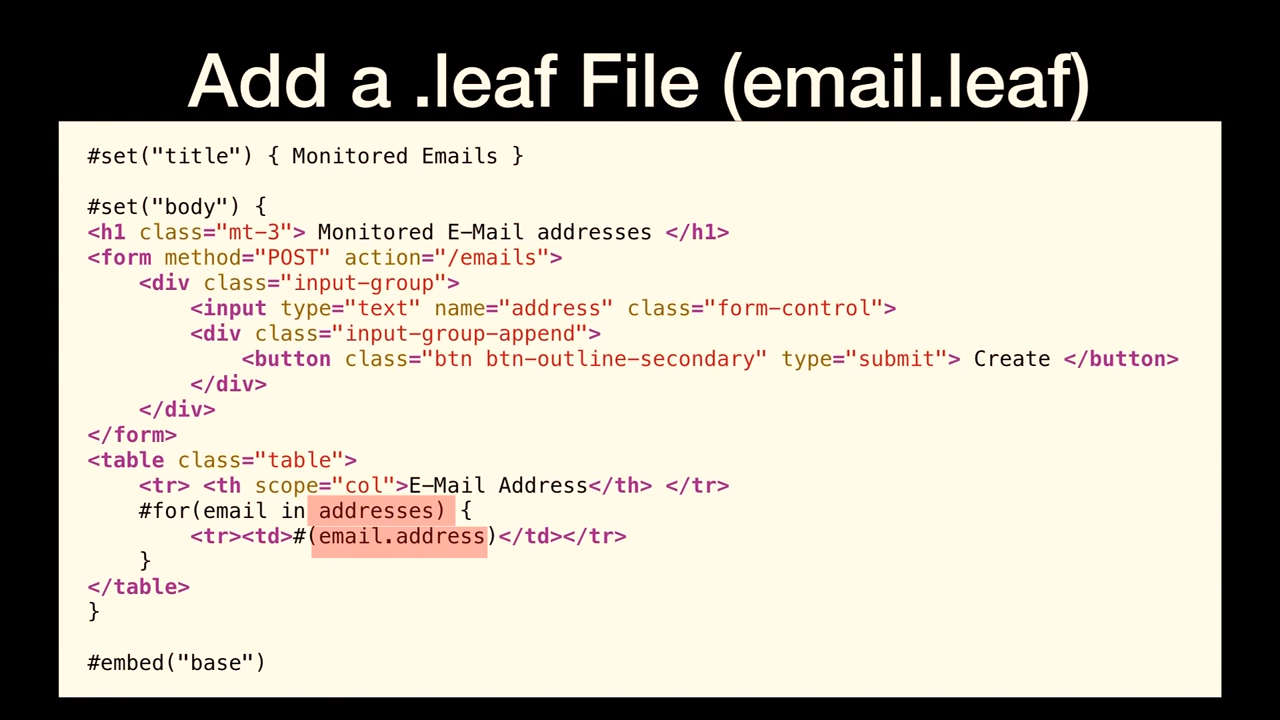 Add a .leaf File (email.leaf)
#set("title") { Monitored Emails }
#set("body") {
<h1 class="mt-3"> Monitored E-Mail addresses </h1>
<form method="POST" action="/emails">
<div class="input-group">
<input type="text" name="address" class="form-control">
<div class="input-group-append">
<button class="btn btn-outline-secondary" type="submit"> Create </button>
</div>
</div>
</form>
<table class="table">
<tr> <th scope="col">E-Mail Address</th> </tr>
#for(email in addresses) {
<tr><td>#(email.address)</td></tr>
}
</table>
}
#embed("base")